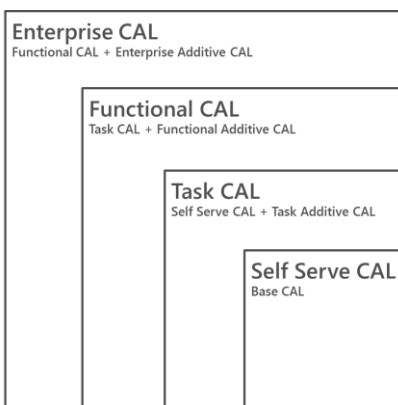 Enterprise CAL
Functional CAL + Enterprise Additive CAL
Functional CAL
Task CAL + Functional Additive CAL
Task CAL
Self Serve CAL + Task Additive CAL
Self Serve CAL
Base CAL